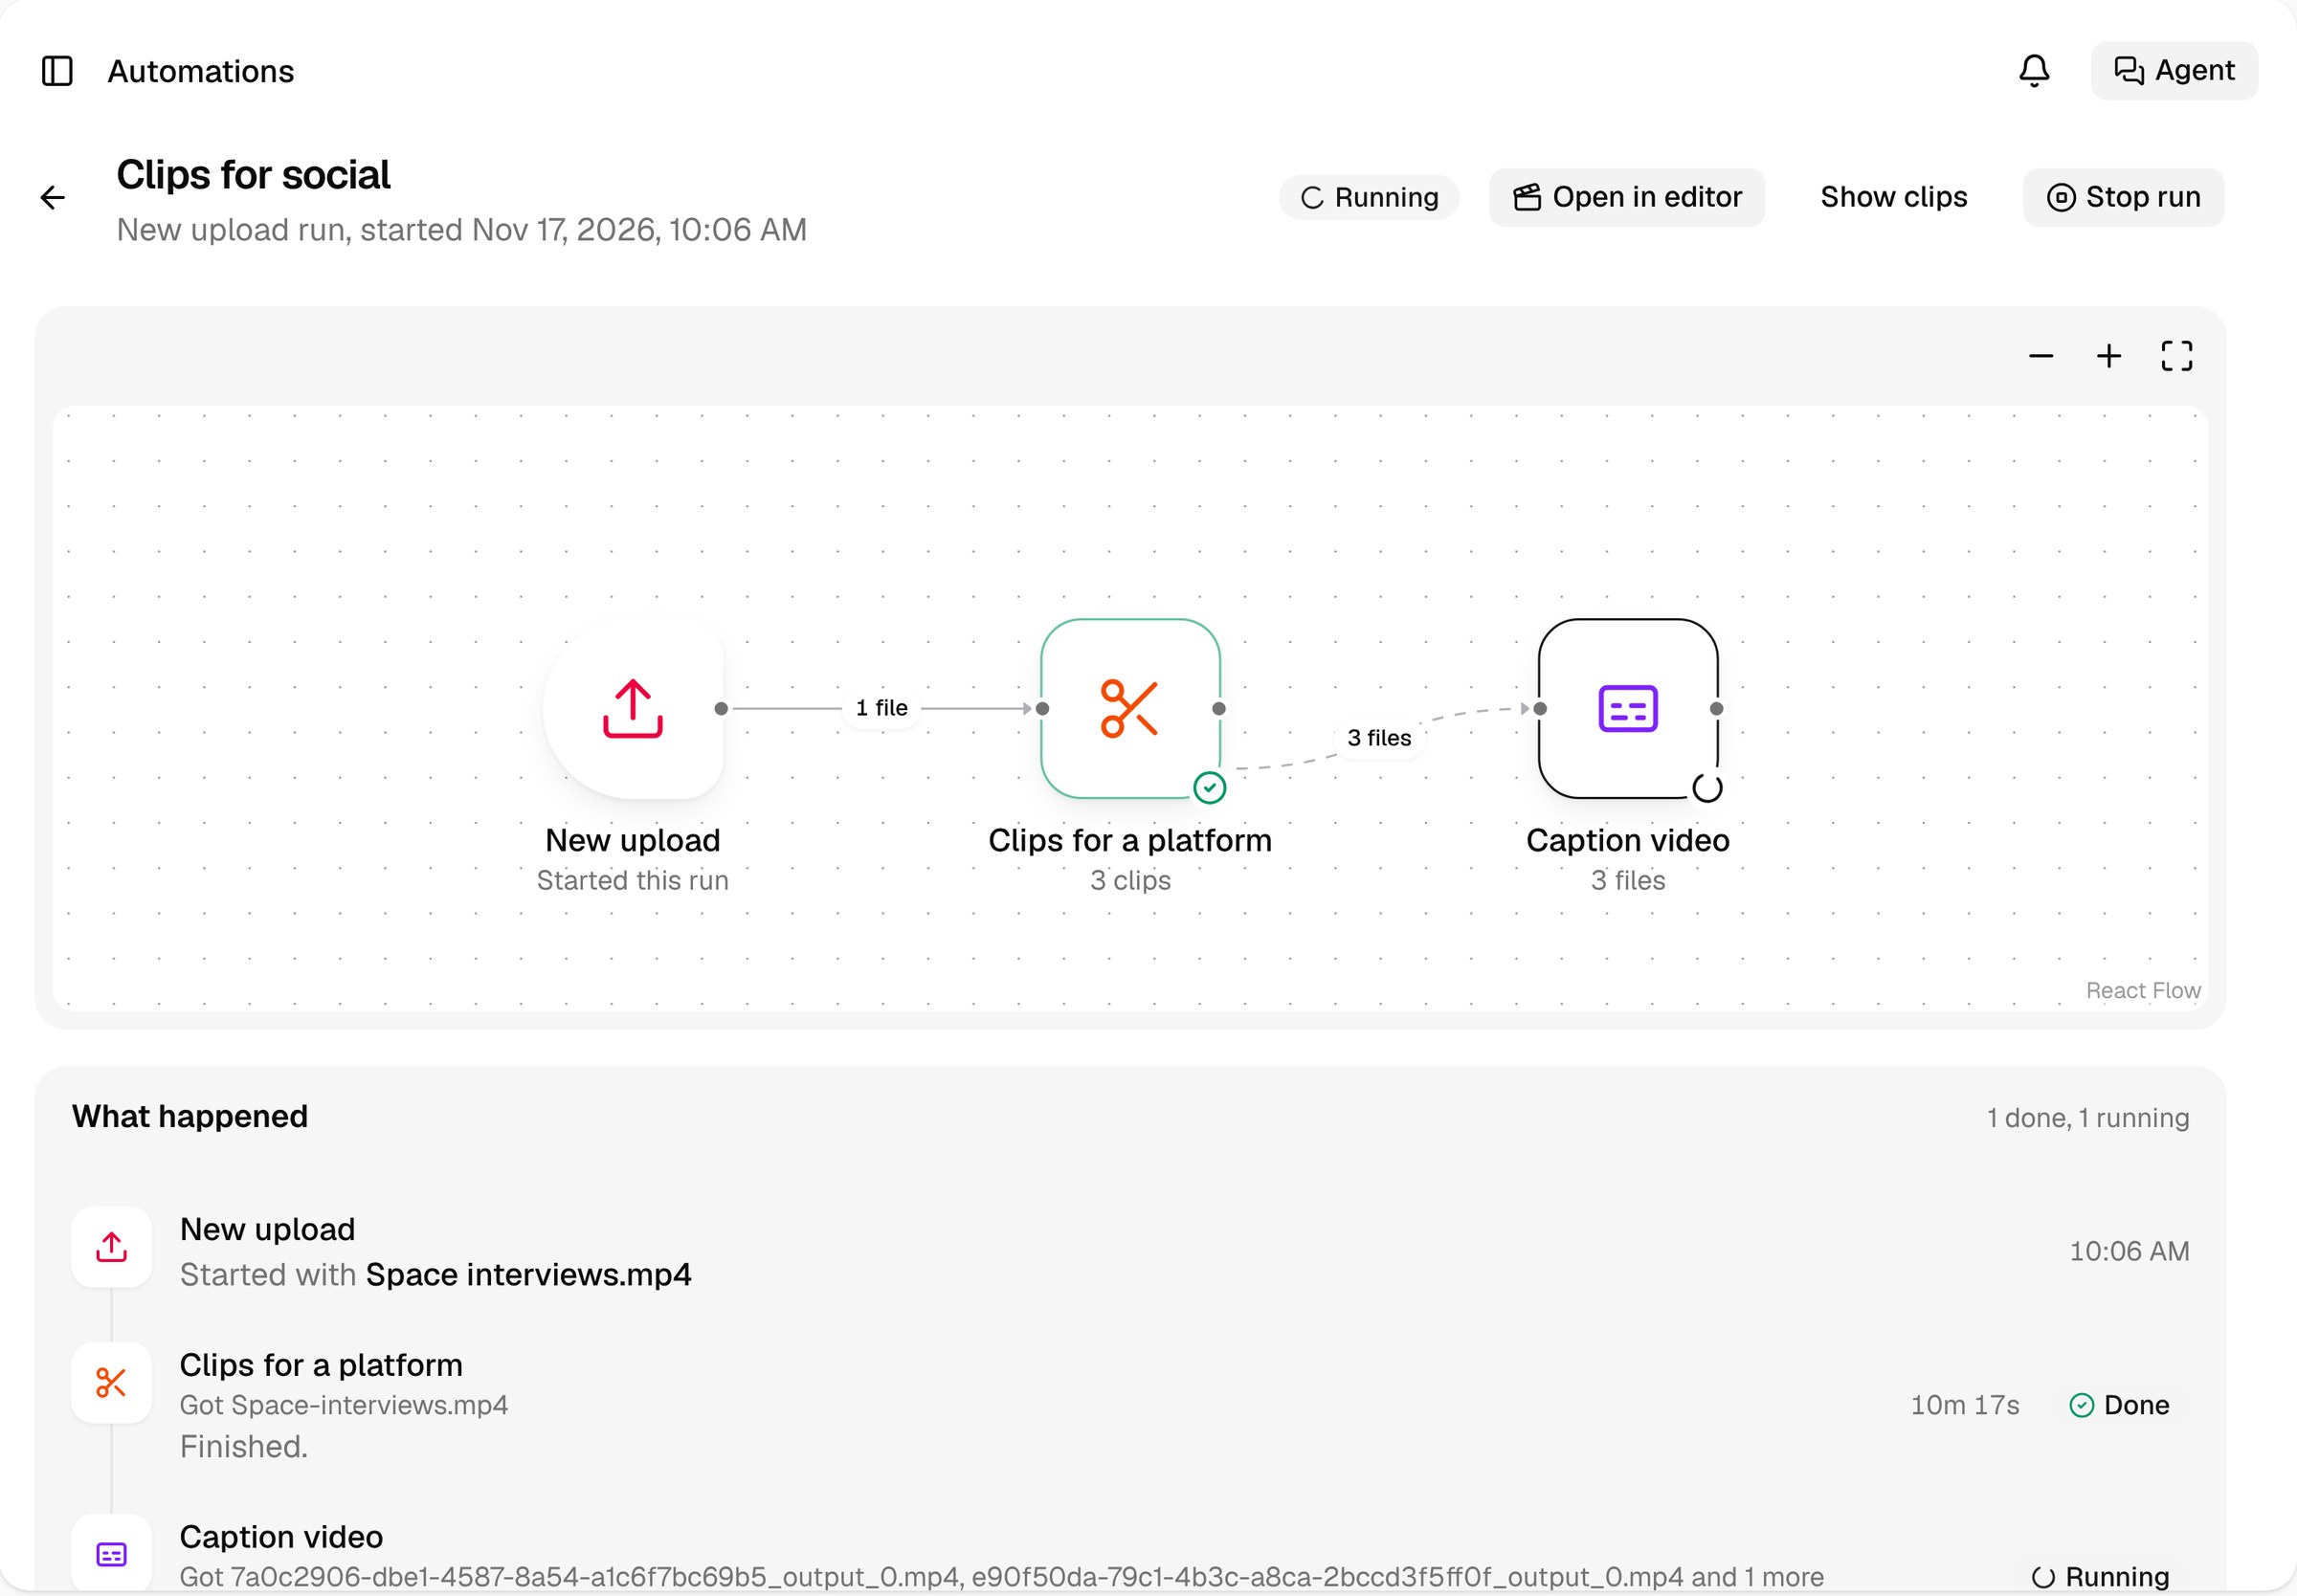 Automations
Agent
Clips for social
New upload run, started Nov 17, 2026, 10:06 AM
Running
Open in editor
Show clips
Stop run
1 file
3 files
New upload
Started this run
Clips for a platform
3 clips
Caption video
3 files
React Flow
What happened
1 done, 1 running
New upload
Started with Space interviews.mp4
10:06 AM
Clips for a platform
Got Space-interviews.mp4
10m 17s
Done
Finished.
Caption video
Got 7a0c2906-dbe1-4587-8a54-a1c6f7bc69b5_output_0.mp4, e90f50da-79c1-4b3c-a8ca-2bccd3f5ff0f_output_0.mp4 and 1 more
Running